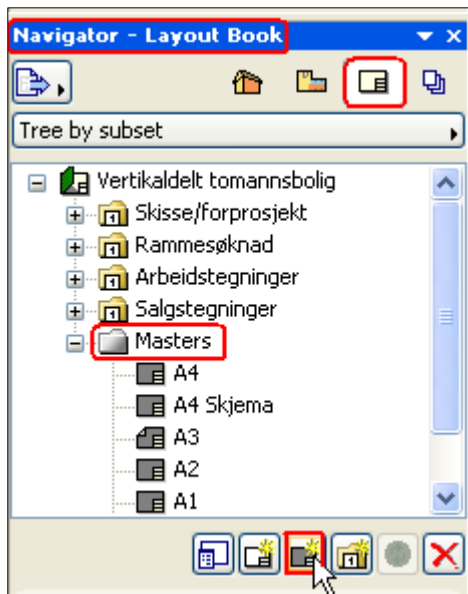 Navigator - Layout Book
Tree by subset
Vertikaldelt tomannsbolig
Skisse/forprosjekt
Rammesøknad
Arbeidstegninger
Salgstegninger
Masters
A4
A4 Skjema
A3
A2
A1